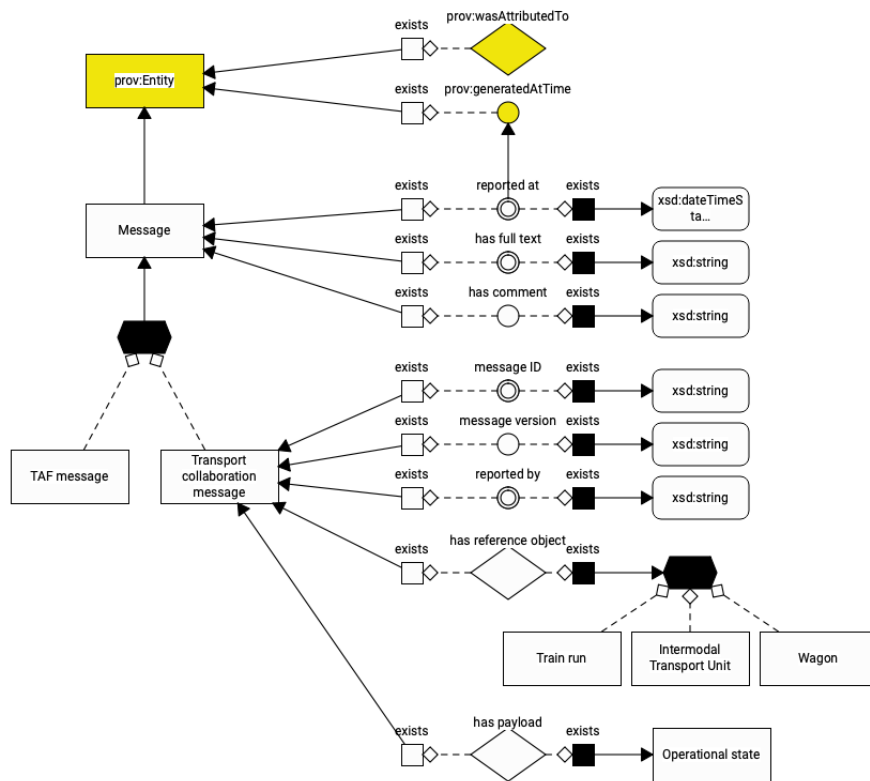 prov:wasAttributedTo
exists
prov:Entity
prov:generatedAtTime
exists
exists
reported at
exists
xsd:dateTimeS
ta...
Message
exists
has full text
exists
xsd:string
exists
has comment
exists
xsd:string
exists
message ID
exists
xsd:string
exists
message version
exists
xsd:string
TAF message
Transport
collaboration
message
exists
reported by
exists
xsd:string
exists
has reference object
exists
Train run
Intermodal
Transport Unit
Wagon
exists
has payload
exists
Operational state